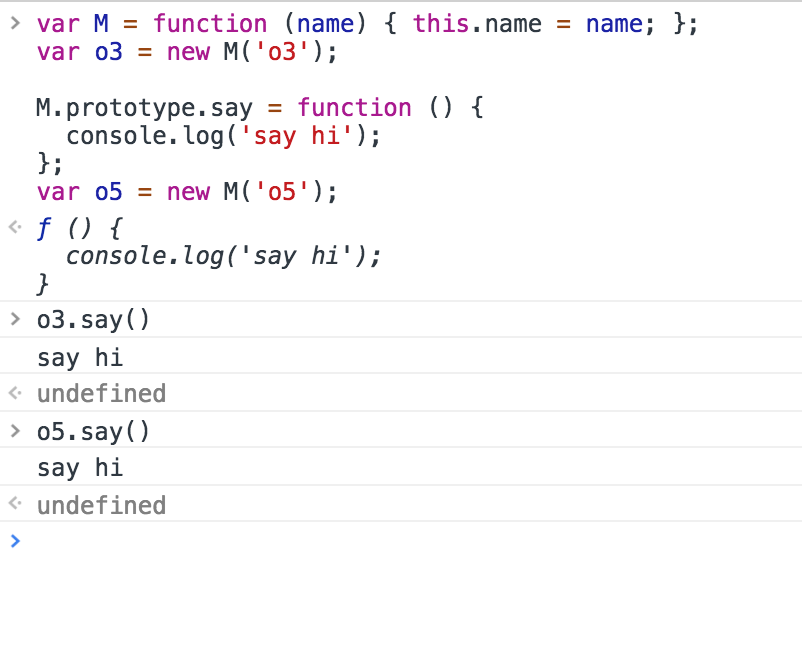 > var M = function (name) { this.name = name; };
var o3 = new M('o3');

M.prototype.say = function () {
  console.log('say hi');
};
var o5 = new M('o5');
<· ƒ () {
  console.log('say hi');
}
> o3.say()
say hi
<· undefined
> o5.say()
say hi
<· undefined
>